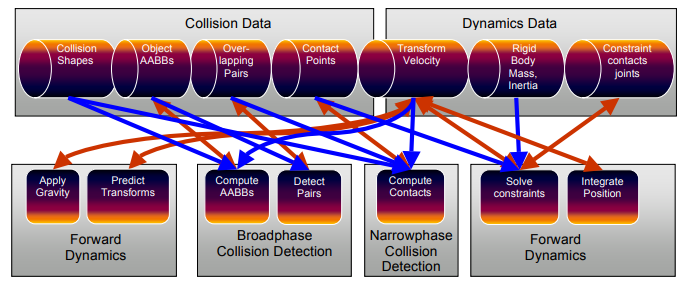 Collision Data
Dynamics Data
Collision
Shapes
Object
AABBs
Over-
lapping
Pairs
Contact
Points
Transform
Velocity
Rigid
Body
Mass,
Inertia
Constraint
contacts
joints
Apply
Gravity
Predict
Transforms
Forward
Dynamics
Compute
AABBs
Detect
Pairs
Broadphase
Collision Detection
Compute
Contacts
Narrowphase
Collision
Detection
Solve
constraints
Integrate
Position
Forward
Dynamics